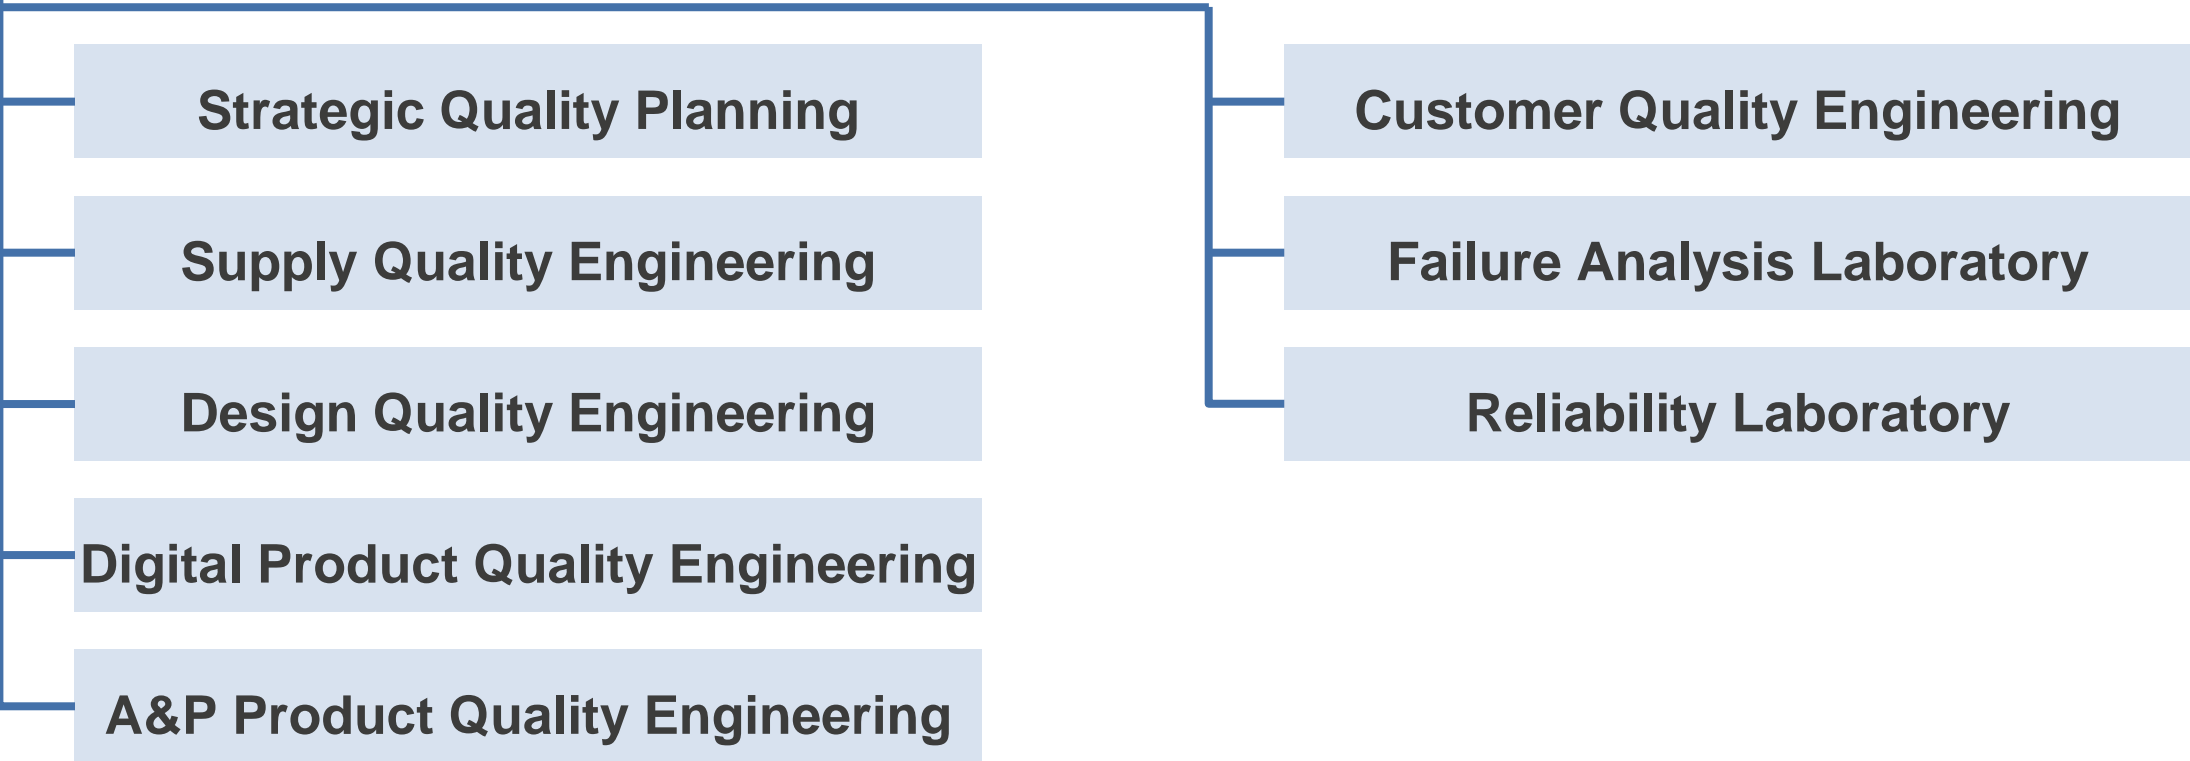 Strategic Quality Planning
Supply Quality Engineering
Design Quality Engineering
Digital Product Quality Engineering
A&P Product Quality Engineering
Customer Quality Engineering
Failure Analysis Laboratory
Reliability Laboratory